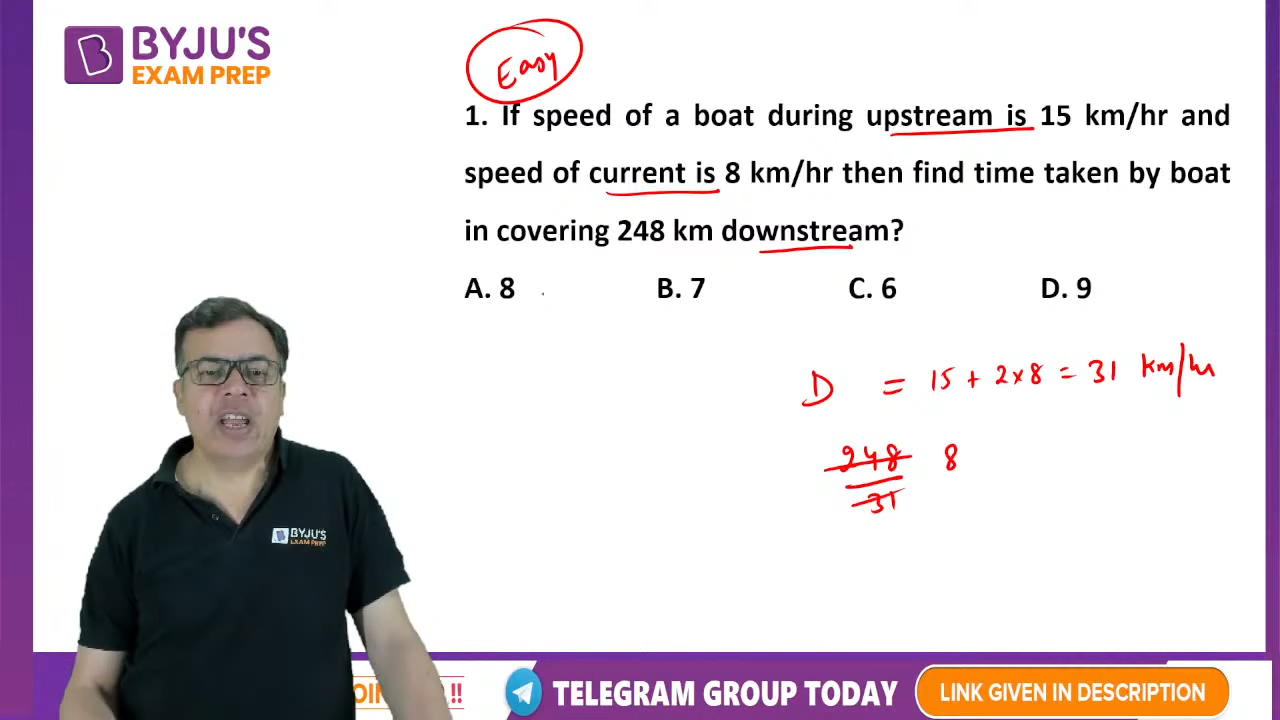 BYJU'S
EXAM PREP
Easy
1. If speed of a boat during upstream is 15 km/hr and
speed of current is 8 km/hr then find time taken by boat
in covering 248 km downstream?
A. 8 B. 7 C. 6 D. 9
D = 15 + 2×8 = 31 km/hr
248 8
31
BYJU'S
EXAM PREP
!! TELEGRAM GROUP TODAY LINK GIVEN IN DESCRIPTION